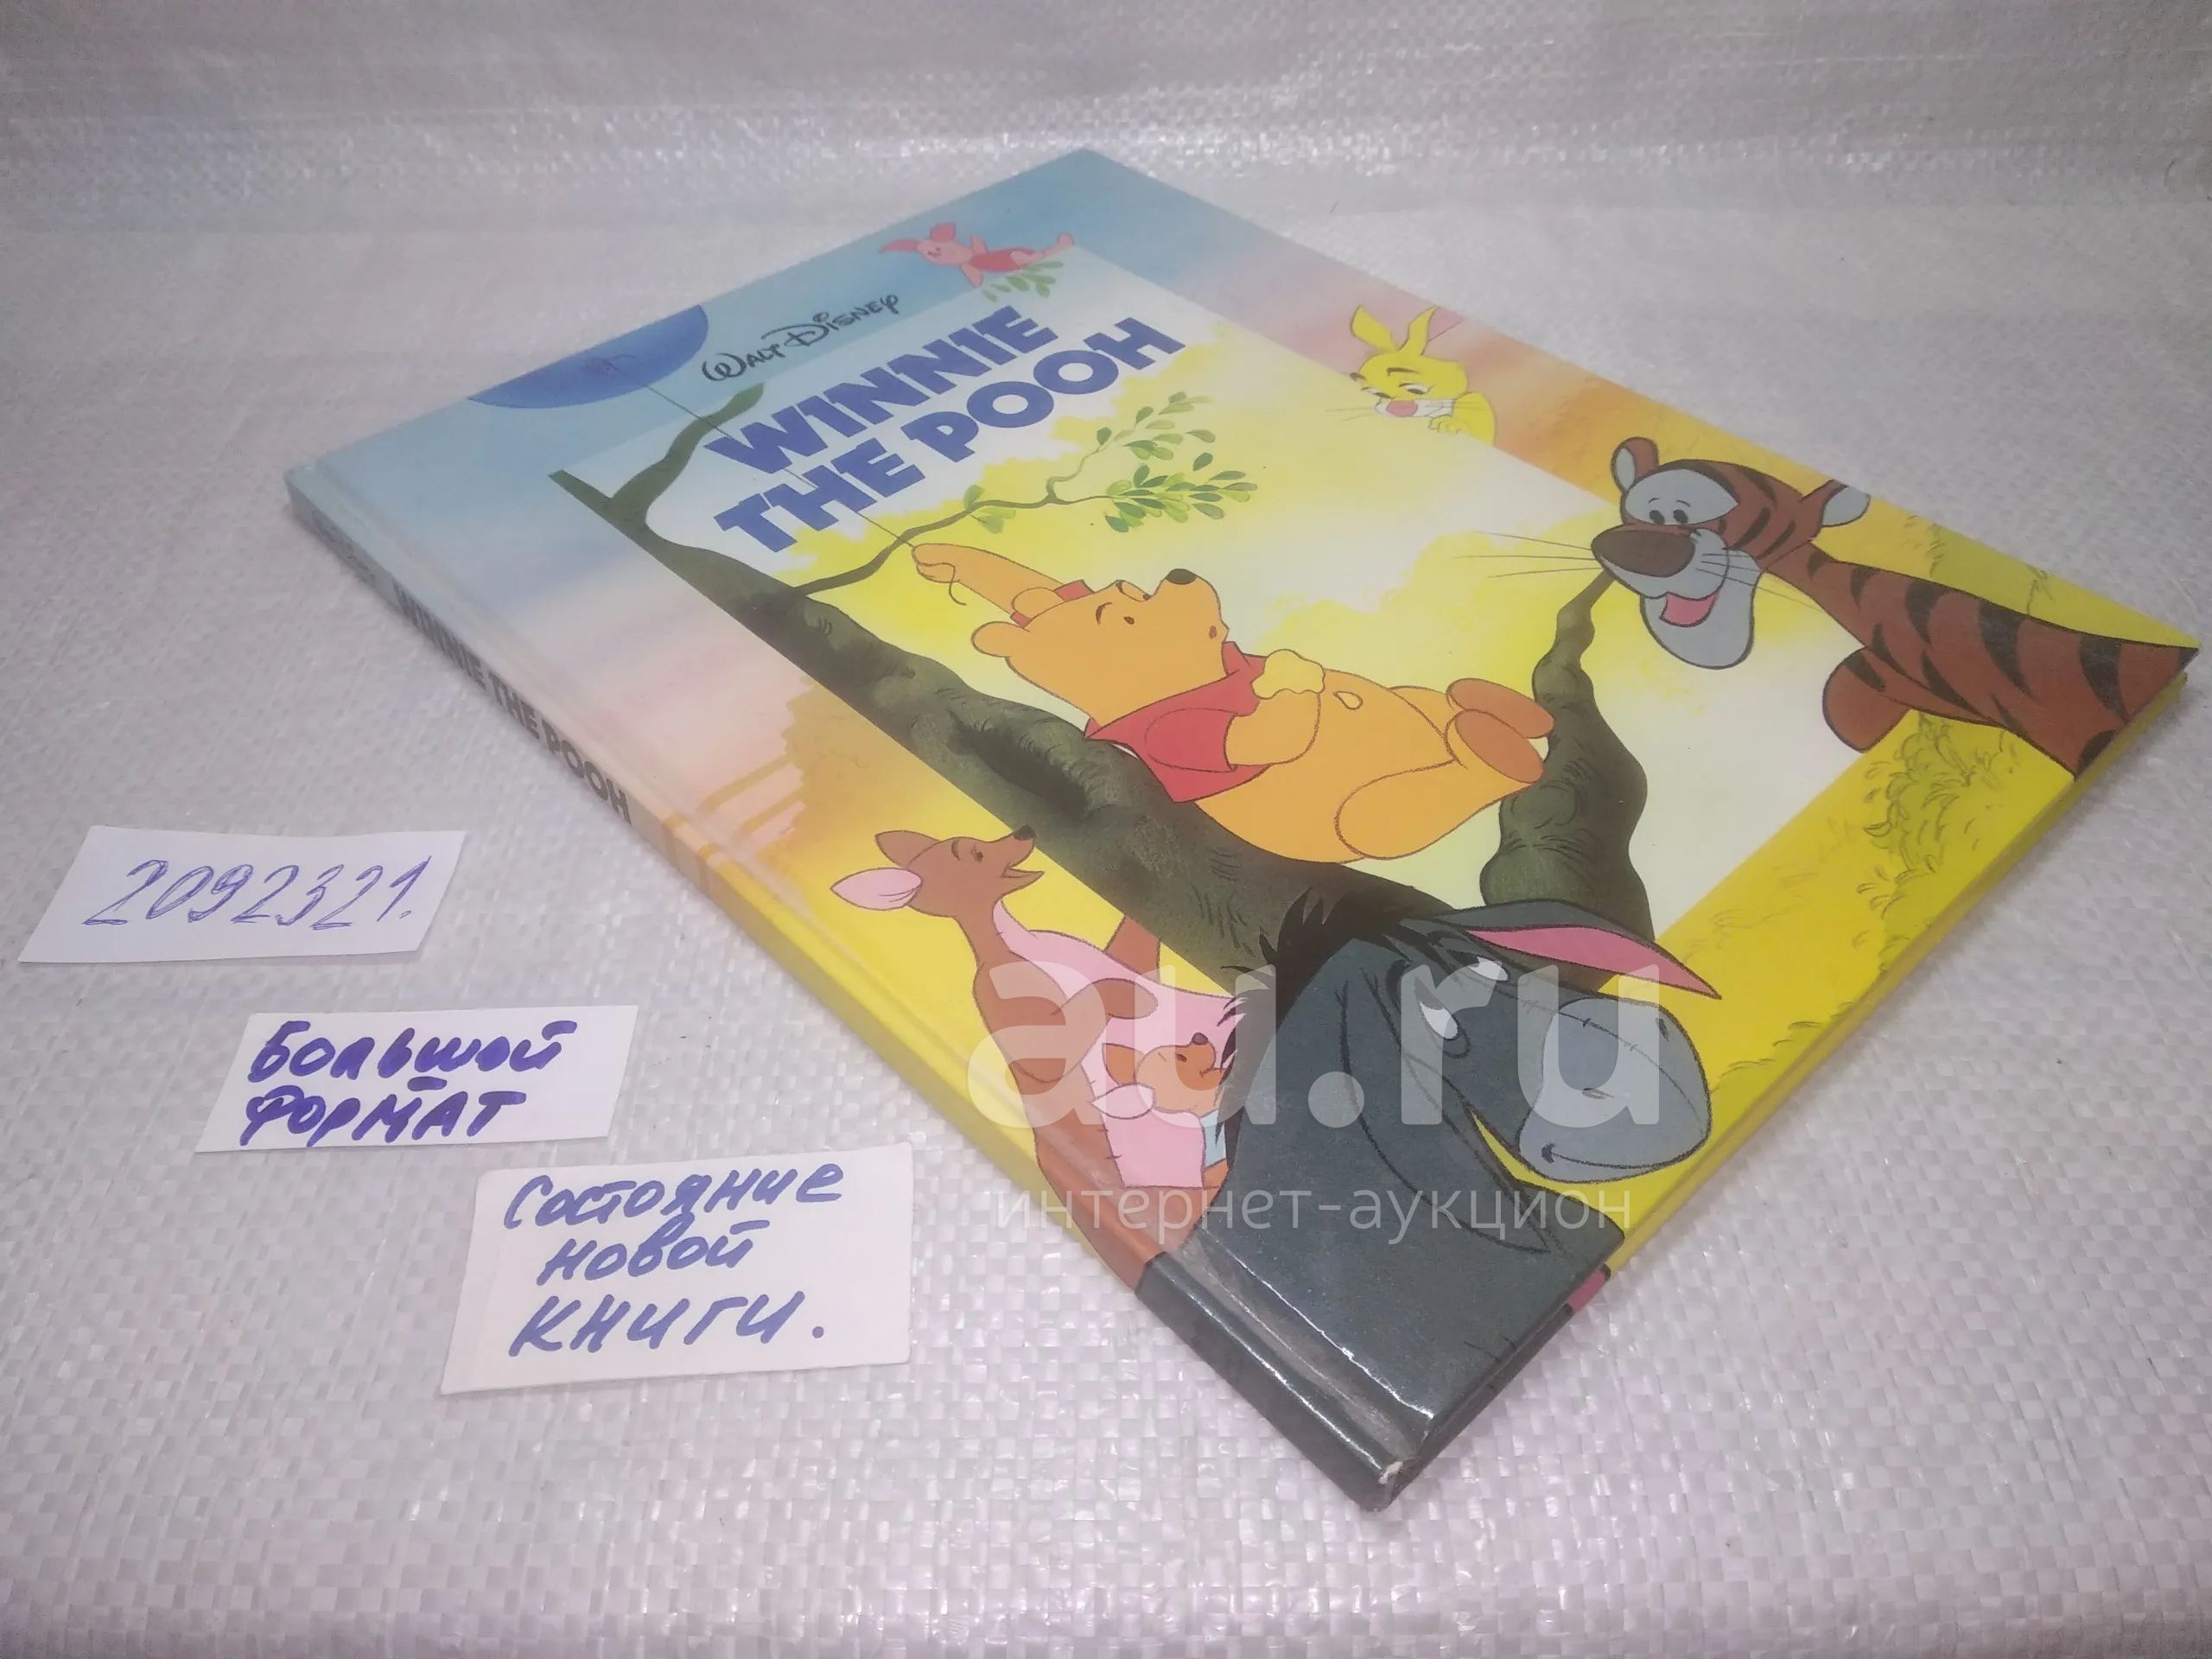 WALT DISNEY
WINNIE
THE POOH
WINNIE THE POOH
2092321.
Большой
формат
Состояние
новой
книги.
au.ru
интернет-аукцион